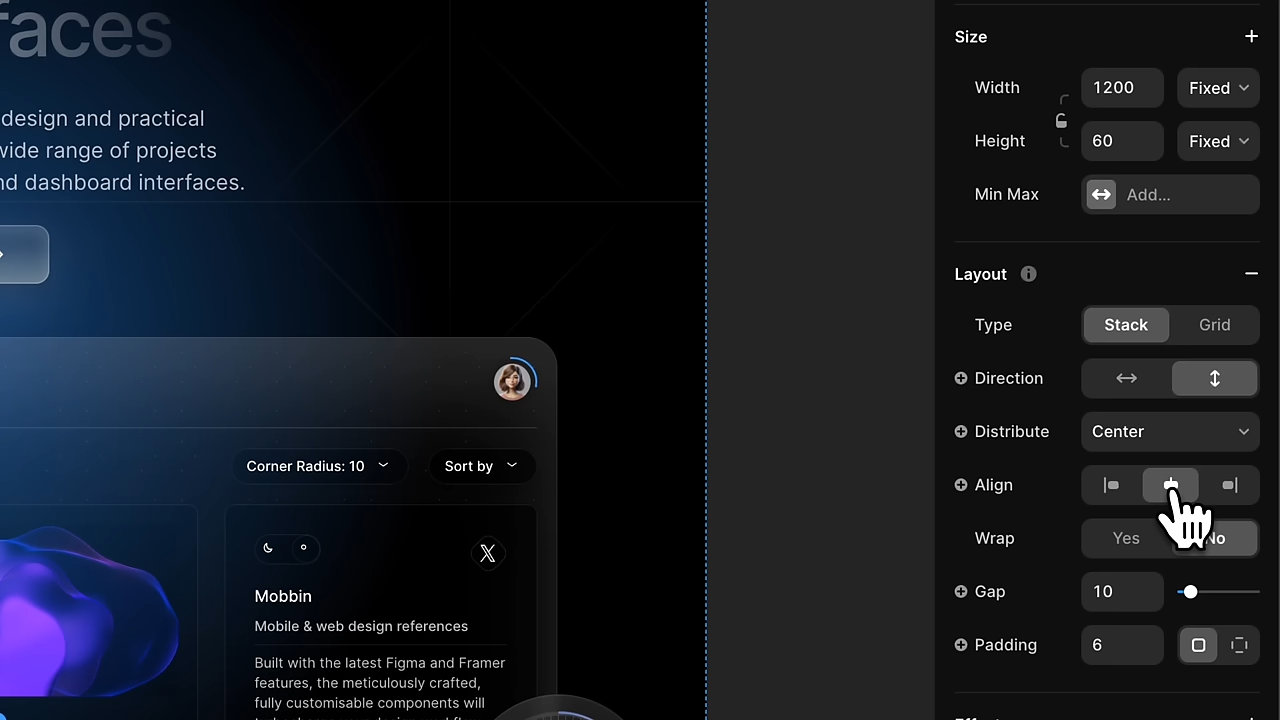 faces
design and practical
wide range of projects
nd dashboard interfaces.
Corner Radius: 10
Sort by
Mobbin
Mobile & web design references
Built with the latest Figma and Framer
features, the meticulously crafted,
fully customisable components will
Size
Width 1200 Fixed
Height 60 Fixed
Min Max Add...
Layout
Type Stack Grid
Direction
Distribute Center
Align
Wrap Yes No
Gap 10
Padding 6